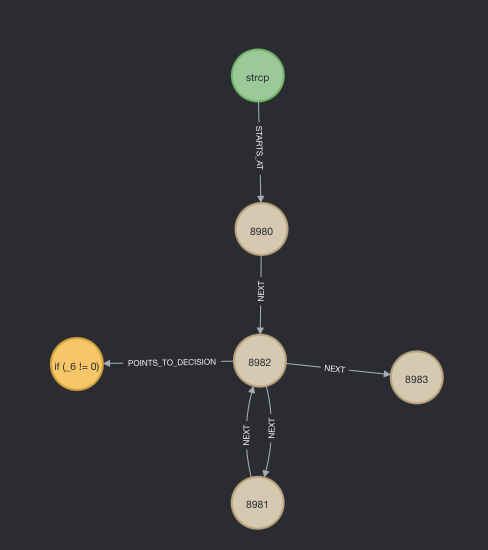 strcp
STARTS_AT
8980
NEXT
if (_6 != 0)
POINTS_TO_DECISION
8982
NEXT
8983
NEXT
NEXT
8981